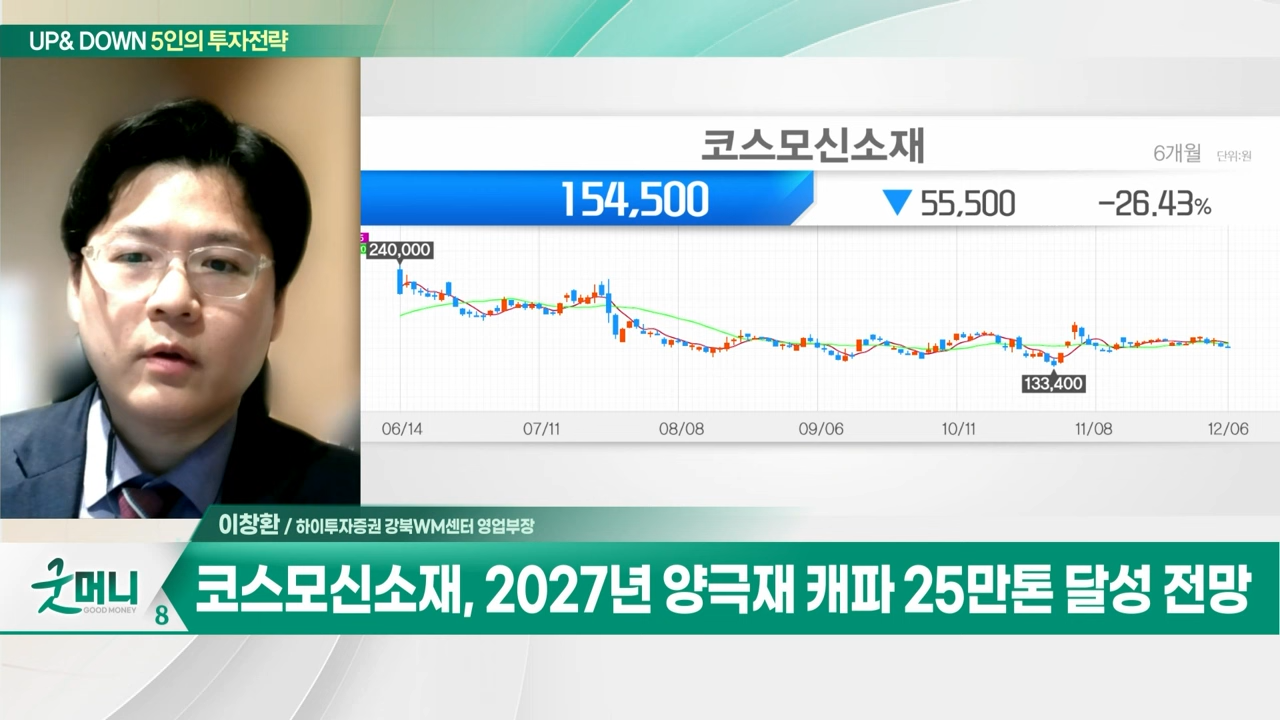 UP& DOWN 5인의 투자전략
코스모신소재
6개월 단위:원
154,500 ▼ 55,500 -26.43%
240,000
133,400
06/14 07/11 08/08 09/06 10/11 11/08 12/06
이창환 / 하이투자증권 강북WM센터 영업부장
굿머니
GOOD MONEY
8
코스모신소재, 2027년 양극재 캐파 25만톤 달성 전망